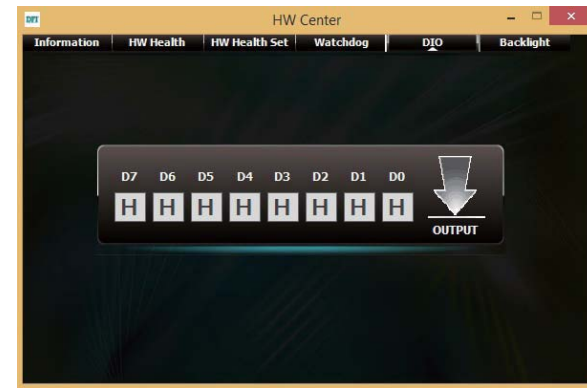 DFI HW Center
Information HW Health HW Health Set Watchdog DIO Backlight
D7 D6 D5 D4 D3 D2 D1 D0
H H H H H H H H
OUTPUT